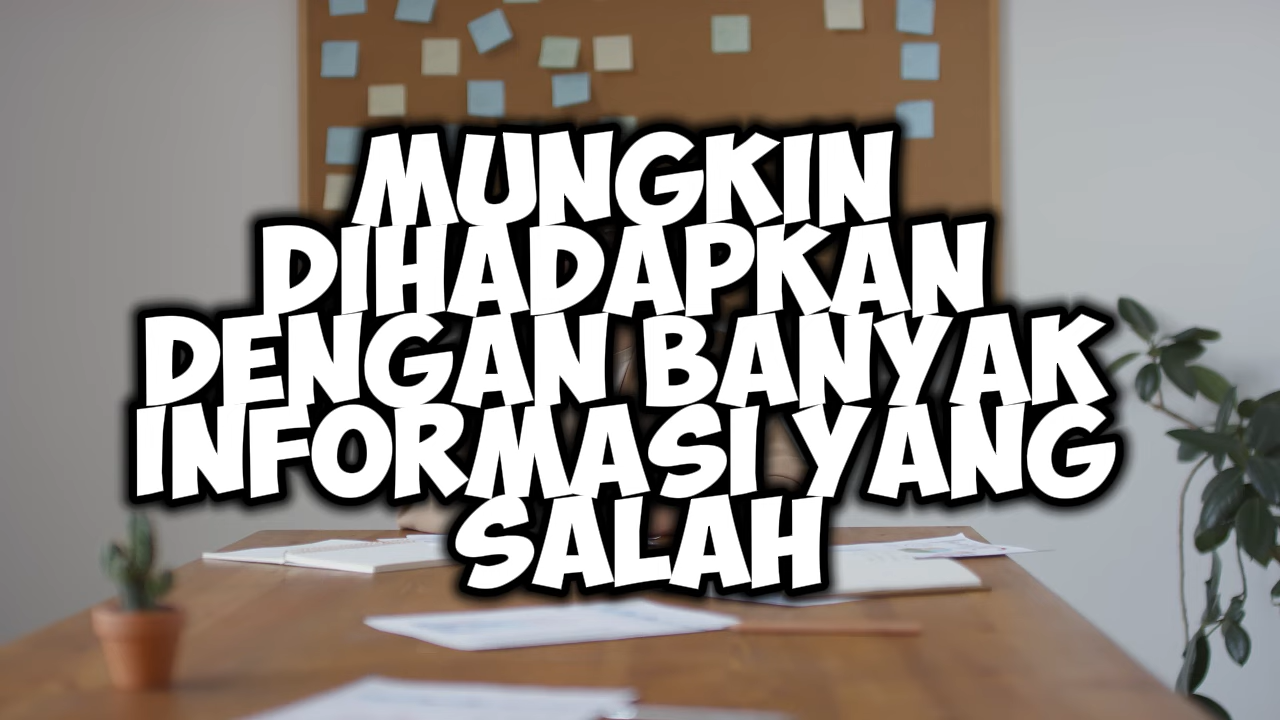 MUNGKIN
DIHADAPKAN
DENGAN BANYAK
INFORMASI YANG
SALAH